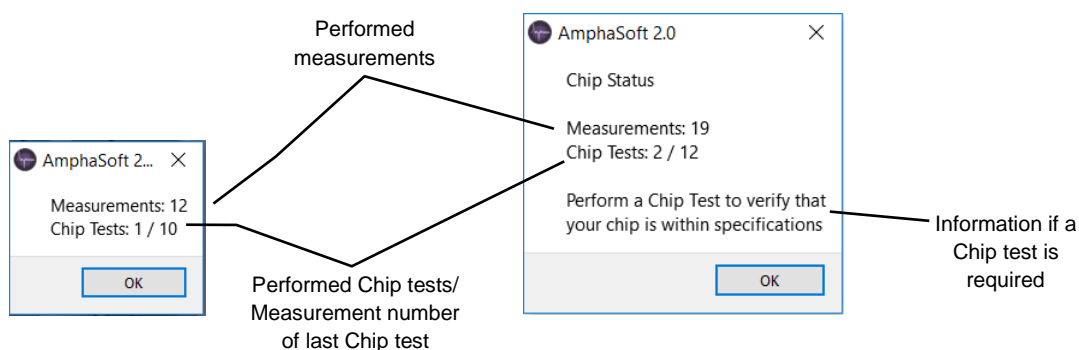 Performed
measurements
AmphaSoft 2...
Measurements: 12
Chip Tests: 1 / 10
OK
Performed Chip tests/
Measurement number
of last Chip test
AmphaSoft 2.0
Chip Status
Measurements: 19
Chip Tests: 2 / 12
Perform a Chip Test to verify that
your chip is within specifications
OK
Information if a
Chip test is
required